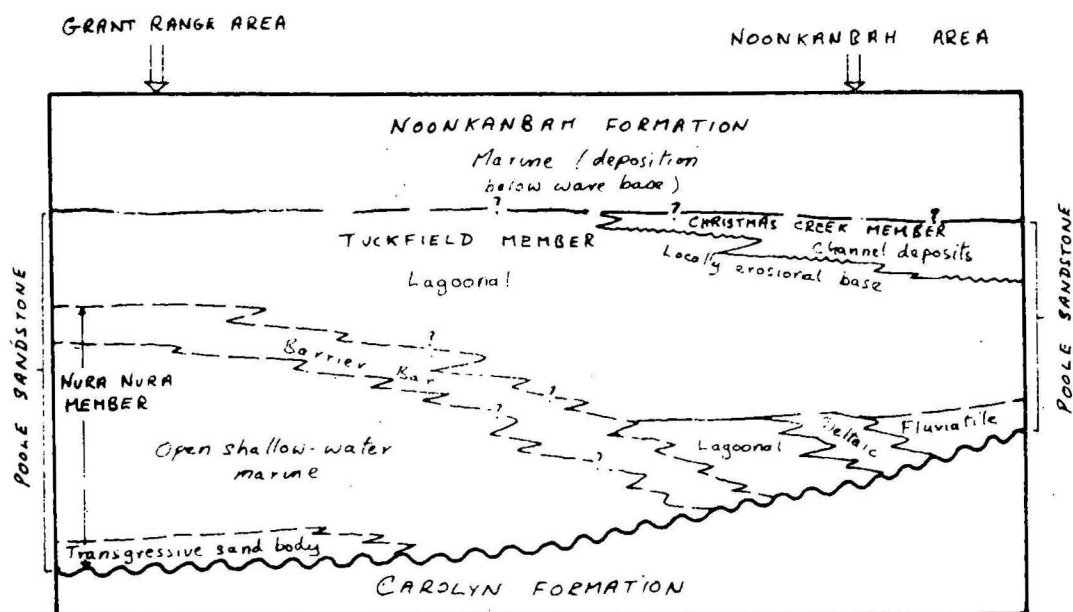 GRANT RANGE AREA
NOONKANBAH AREA
NOONKANBAH FORMATION
Marine (deposition
below wave base)
?
?
?
CHRISTMAS CREEK MEMBER
TUCKFIELD MEMBER
Channel deposits
Locally erosional base
Lagoonal
POOLE SANDSTONE
POOLE SANDSTONE
?
Barrier Bar
NURA NURA
MEMBER
?
?
?
Open shallow-water
marine
Lagoonal
Deltaic
Fluviatile
Transgressive sand body
CAROLYN FORMATION